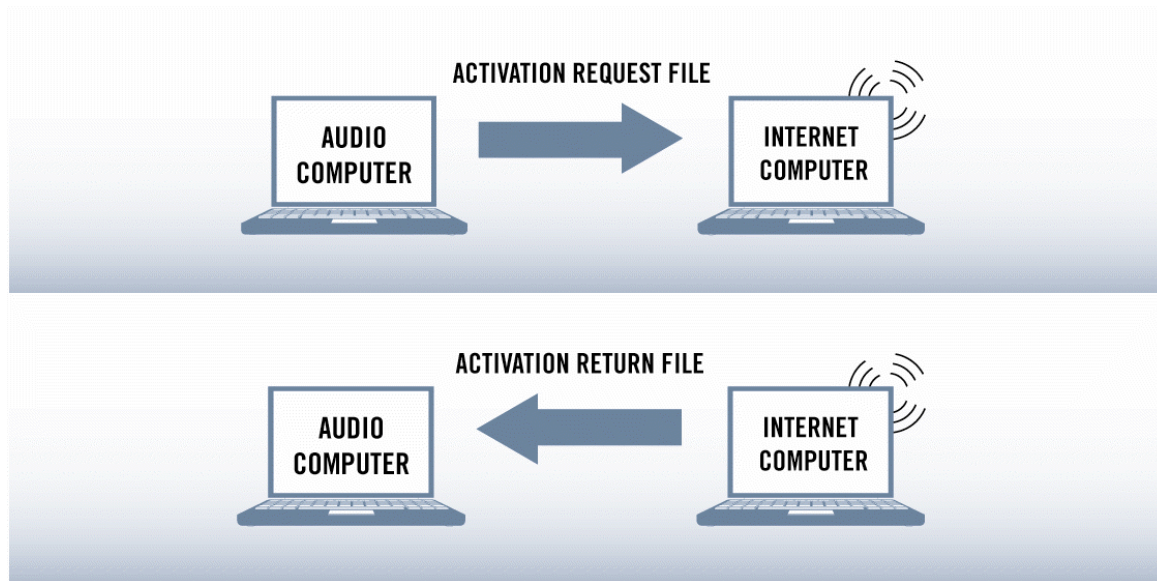 ACTIVATION REQUEST FILE
AUDIO
COMPUTER
INTERNET
COMPUTER
ACTIVATION RETURN FILE
AUDIO
COMPUTER
INTERNET
COMPUTER